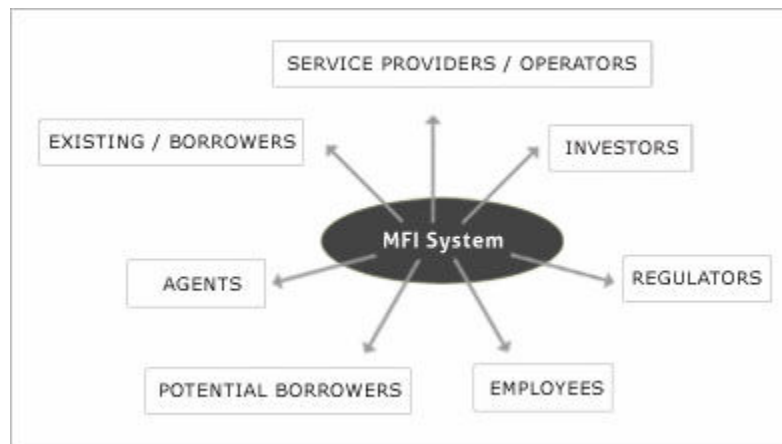 SERVICE PROVIDERS / OPERATORS
EXISTING / BORROWERS
INVESTORS
MFI System
AGENTS
REGULATORS
POTENTIAL BORROWERS
EMPLOYEES